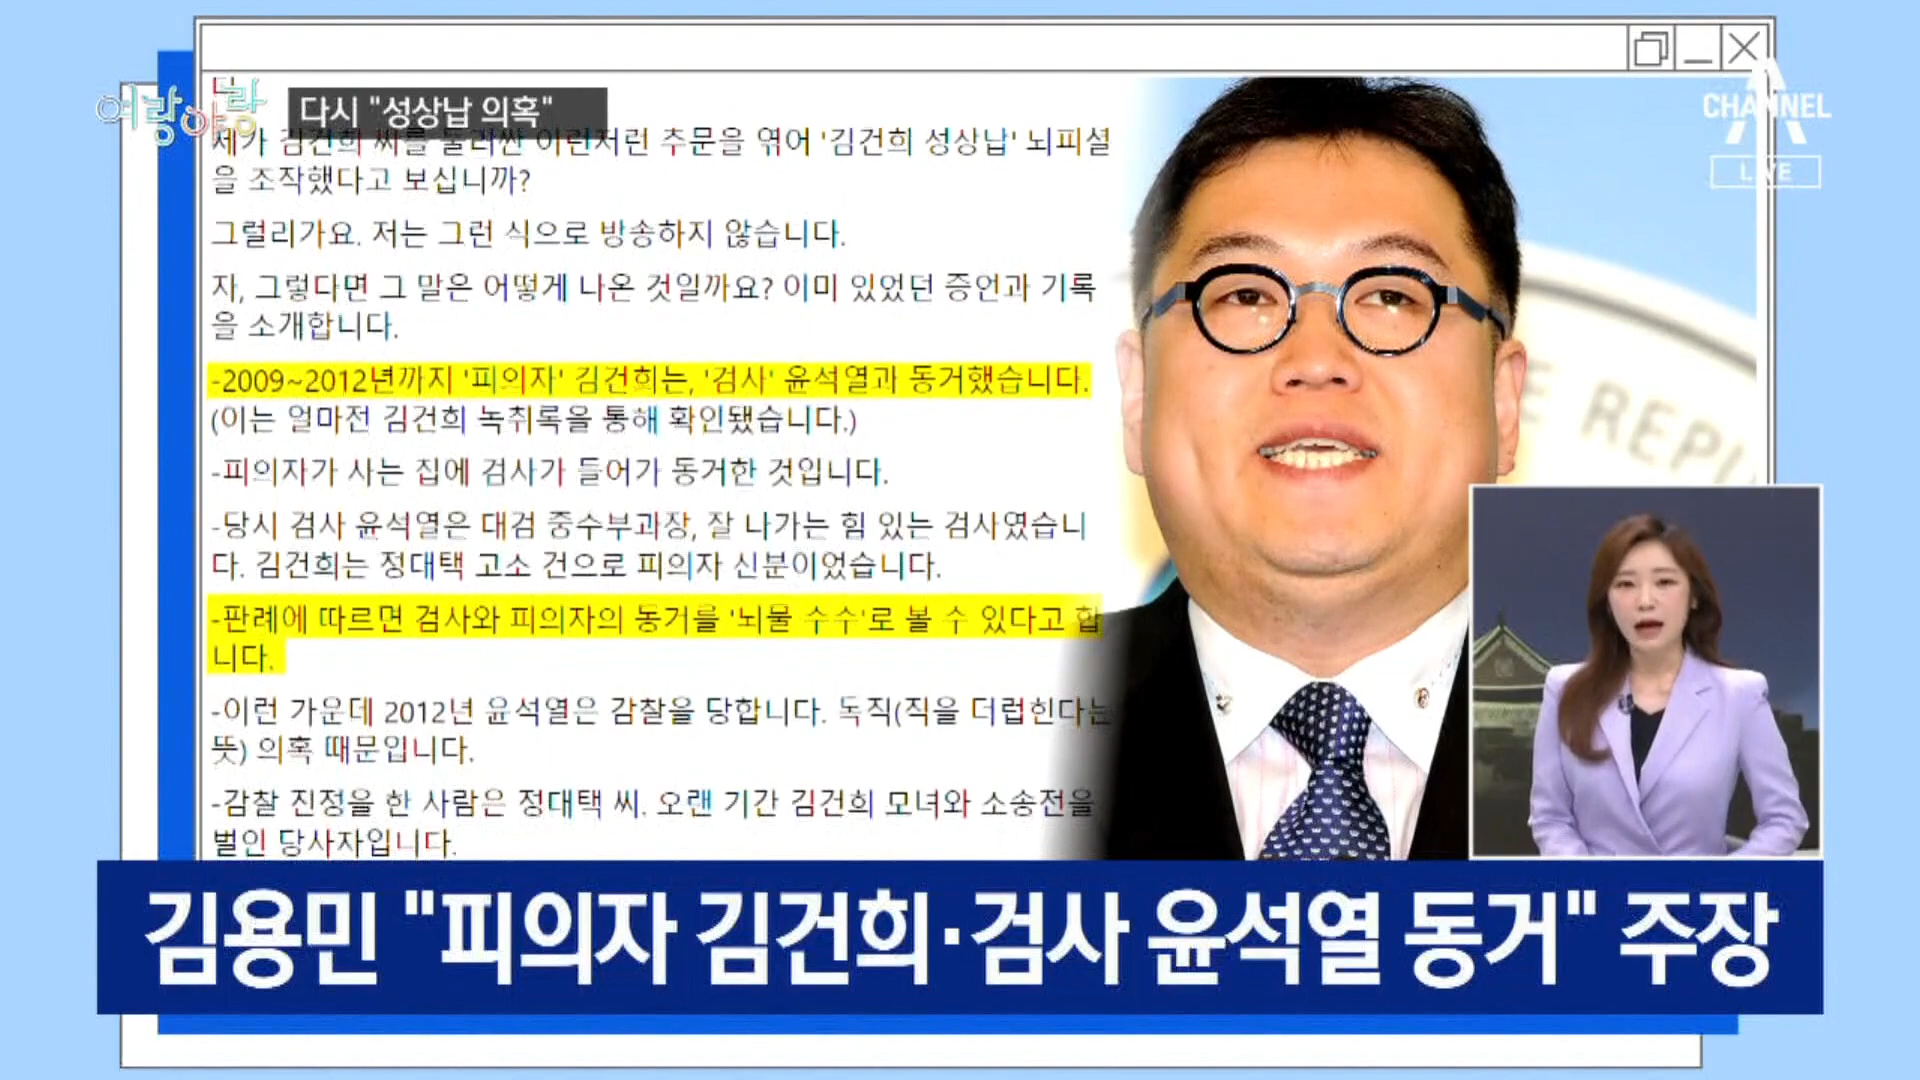 여랑야랑
다시 "성상납 의혹"
CHANNEL A
LIVE
제가 김건희 씨를 둘러싼 이런저런 추문을 엮어 '김건희 성상납' 뇌피셜
을 조작했다고 보십니까?
그럴리가요. 저는 그런 식으로 방송하지 않습니다.
자, 그렇다면 그 말은 어떻게 나온 것일까요? 이미 있었던 증언과 기록
을 소개합니다.
-2009~2012년까지 '피의자' 김건희는, '검사' 윤석열과 동거했습니다.
(이는 얼마전 김건희 녹취록을 통해 확인됐습니다.)
-피의자가 사는 집에 검사가 들어가 동거한 것입니다.
-당시 검사 윤석열은 대검 중수부과장, 잘 나가는 힘 있는 검사였습니
다. 김건희는 정대택 고소 건으로 피의자 신분이었습니다.
-판례에 따르면 검사와 피의자의 동거를 '뇌물 수수'로 볼 수 있다고 합
니다.
-이런 가운데 2012년 윤석열은 감찰을 당합니다. 독직(직을 더럽힌다는
뜻) 의혹 때문입니다.
-감찰 진정을 한 사람은 정대택 씨. 오랜 기간 김건희 모녀와 소송전을
벌인 당사자입니다.
E REPU
김용민 "피의자 김건희·검사 윤석열 동거" 주장